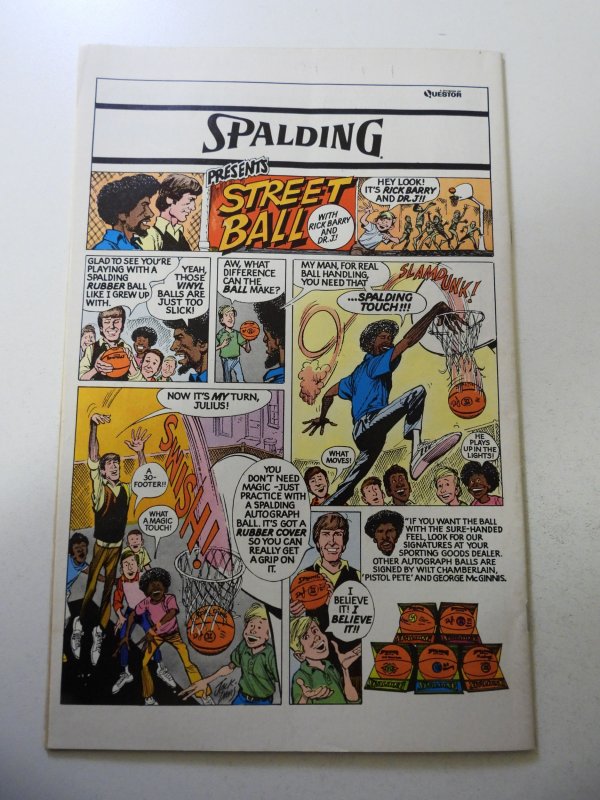 QUESTOR
SPALDING
PRESENTS
STREET
BALL
WITH
RICK BARRY
AND
DR. J!
HEY LOOK!
IT'S RICK BARRY
AND DR. J!!
GLAD TO SEE YOU'RE
PLAYING WITH A
SPALDING
RUBBER BALL
LIKE I GREW UP
WITH.
YEAH,
THOSE
VINYL
BALLS ARE
JUST TOO
SLICK!
AW, WHAT
DIFFERENCE
CAN THE
BALL MAKE?
MY MAN, FOR REAL
BALL HANDLING,
YOU NEED THAT
...SPALDING
TOUCH!!!
SLAMDUNK!
WHAT
MOVES!
HE
PLAYS
UP IN THE
LIGHTS!
NOW IT'S MY TURN,
JULIUS!
A
30-
FOOTER!!
WHAT
A MAGIC
TOUCH!
SWISH!
YOU
DON'T NEED
MAGIC-JUST
PRACTICE WITH
A SPALDING
AUTOGRAPH
BALL. IT'S GOT A
RUBBER COVER
SO YOU CAN
REALLY GET
A GRIP ON
IT.
I
BELIEVE
IT! I
BELIEVE
IT!!
"IF YOU WANT THE BALL
WITH THE SURE-HANDED
FEEL, LOOK FOR OUR
SIGNATURES AT YOUR
SPORTING GOODS DEALER.
OTHER AUTOGRAPH BALLS ARE
SIGNED BY WILT CHAMBERLAIN,
'PISTOL PETE' AND GEORGE McGINNIS.